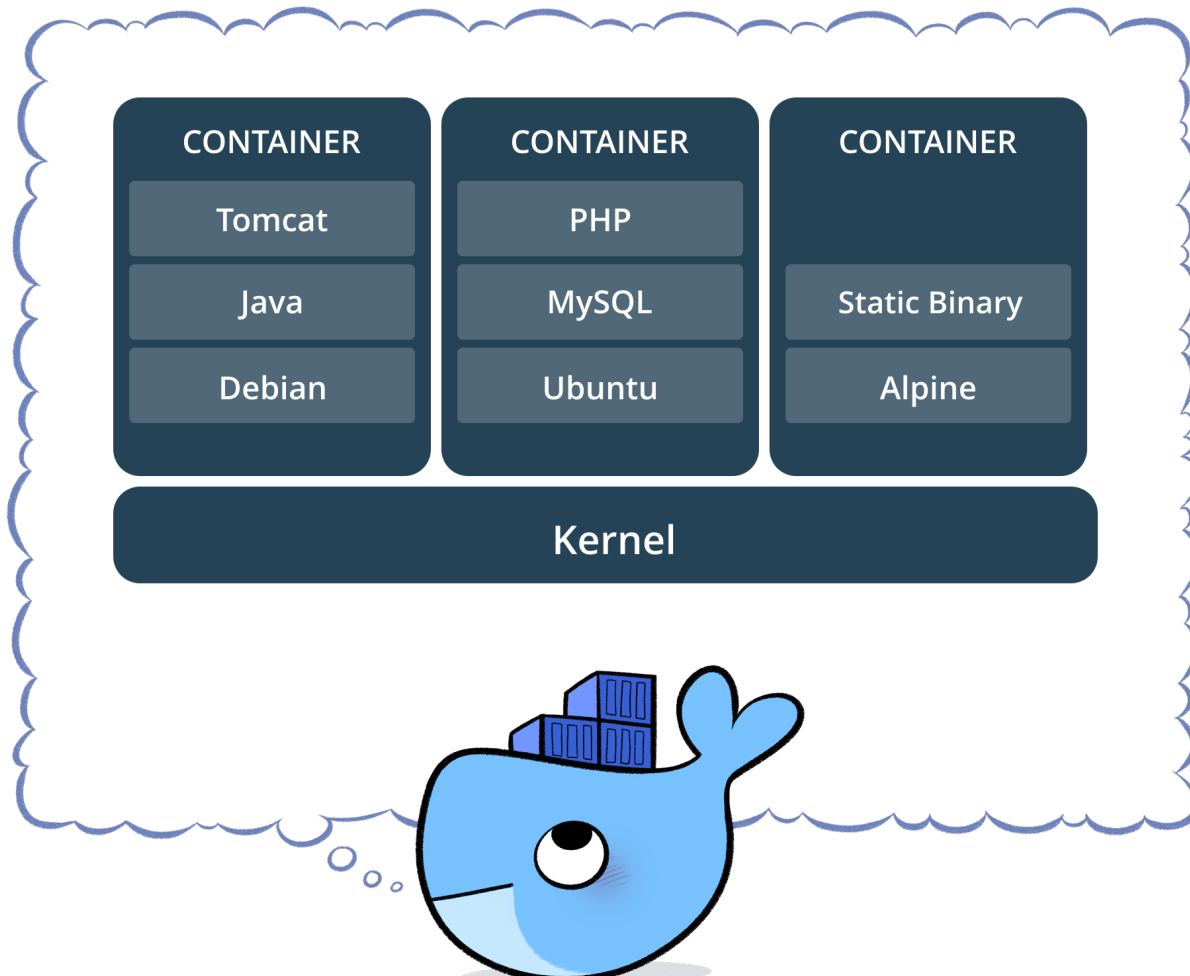 CONTAINER
Tomcat
Java
Debian
CONTAINER
PHP
MySQL
Ubuntu
CONTAINER
Static Binary
Alpine
Kernel